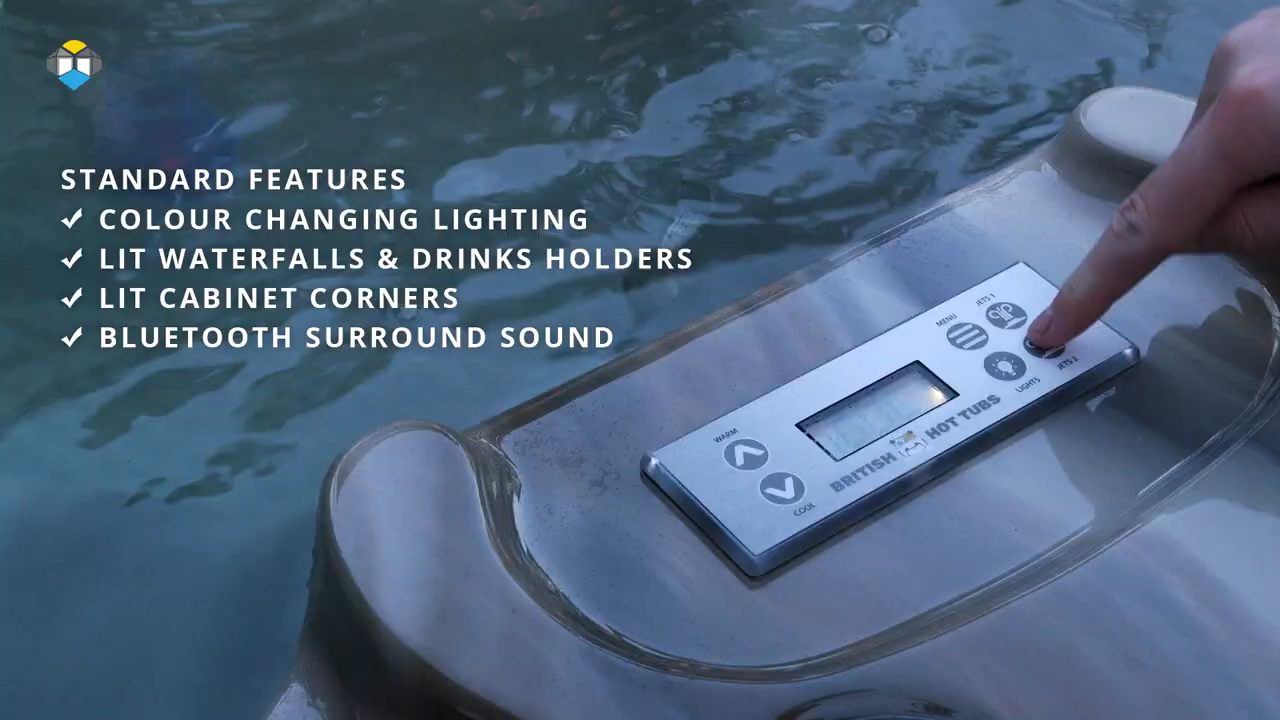 STANDARD FEATURES
✓ COLOUR CHANGING LIGHTING
✓ LIT WATERFALLS & DRINKS HOLDERS
✓ LIT CABINET CORNERS
✓ BLUETOOTH SURROUND SOUND
JETS 1
MENU
JETS 2
LIGHTS
WARM
COOL
BRITISH HOT TUBS